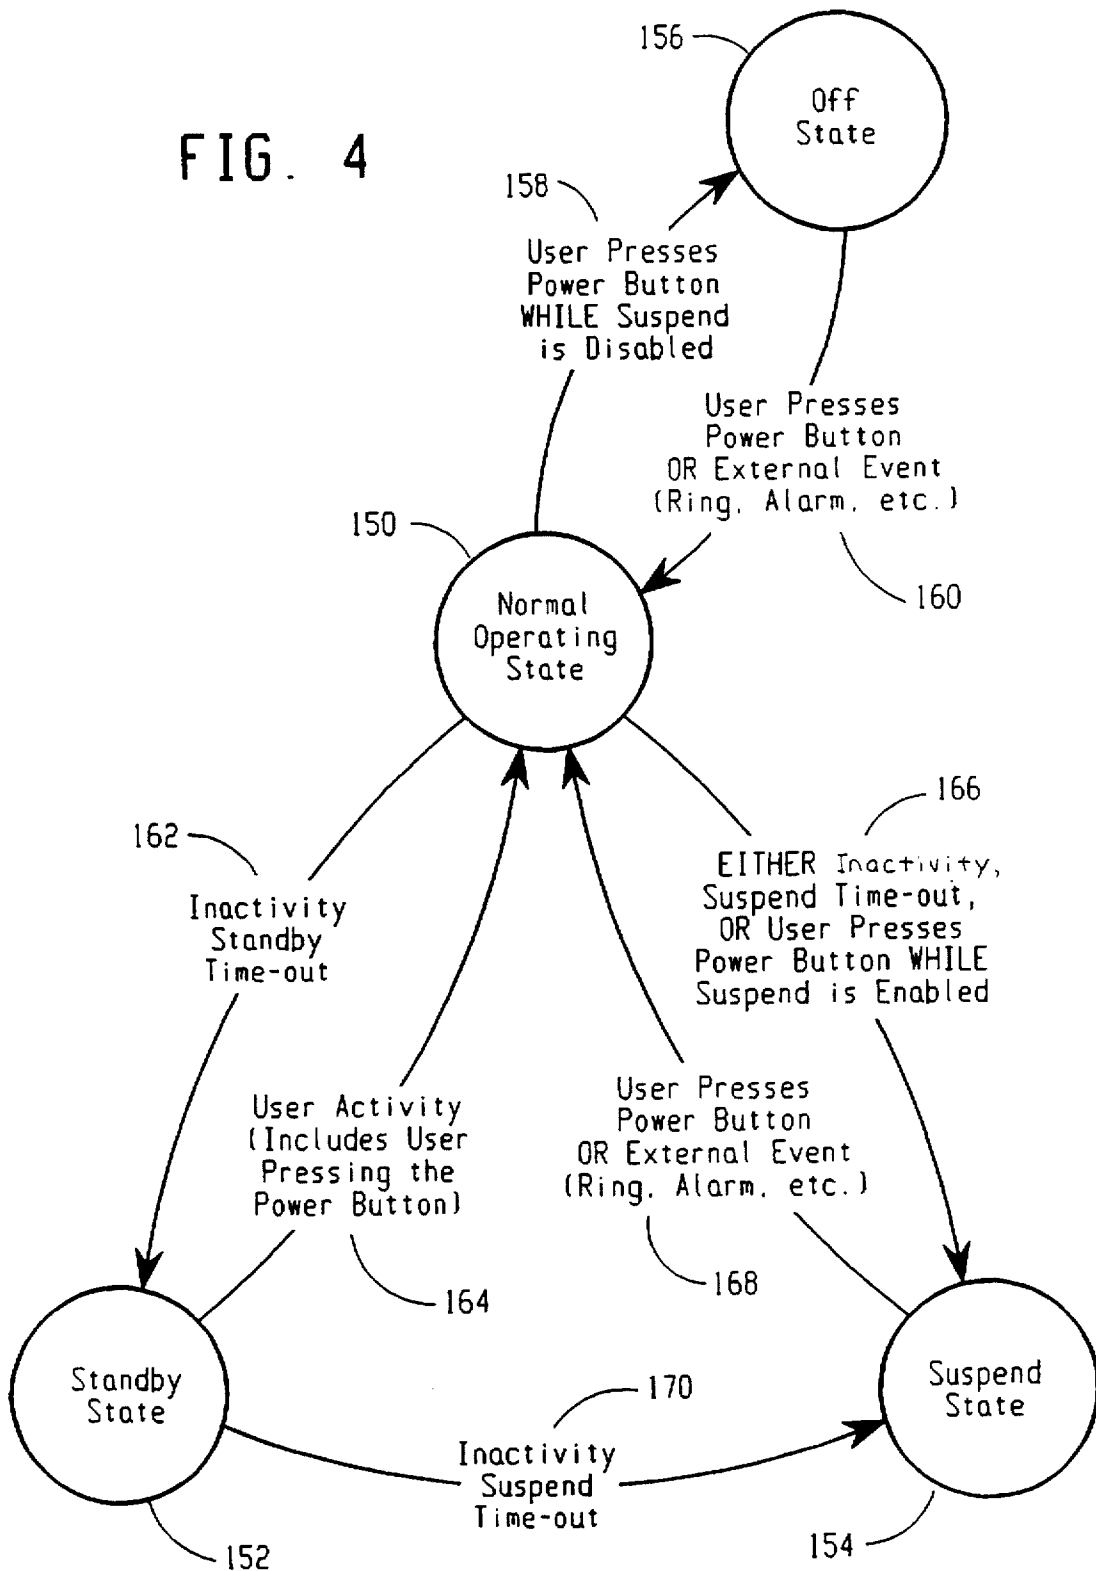 156
Off
State
FIG. 4
158
User Presses
Power Button
WHILE Suspend
is Disabled
User Presses
Power Button
OR External Event
(Ring, Alarm, etc.)
150
160
Normal
Operating
State
162
166
Inactivity
Standby
Time-out
EITHER Inactivity,
Suspend Time-out,
OR User Presses
Power Button WHILE
Suspend is Enabled
User Activity
(Includes User
Pressing the
Power Button)
User Presses
Power Button
OR External Event
(Ring, Alarm, etc.)
164
168
Standby
State
170
Suspend
State
Inactivity
Suspend
Time-out
152
154